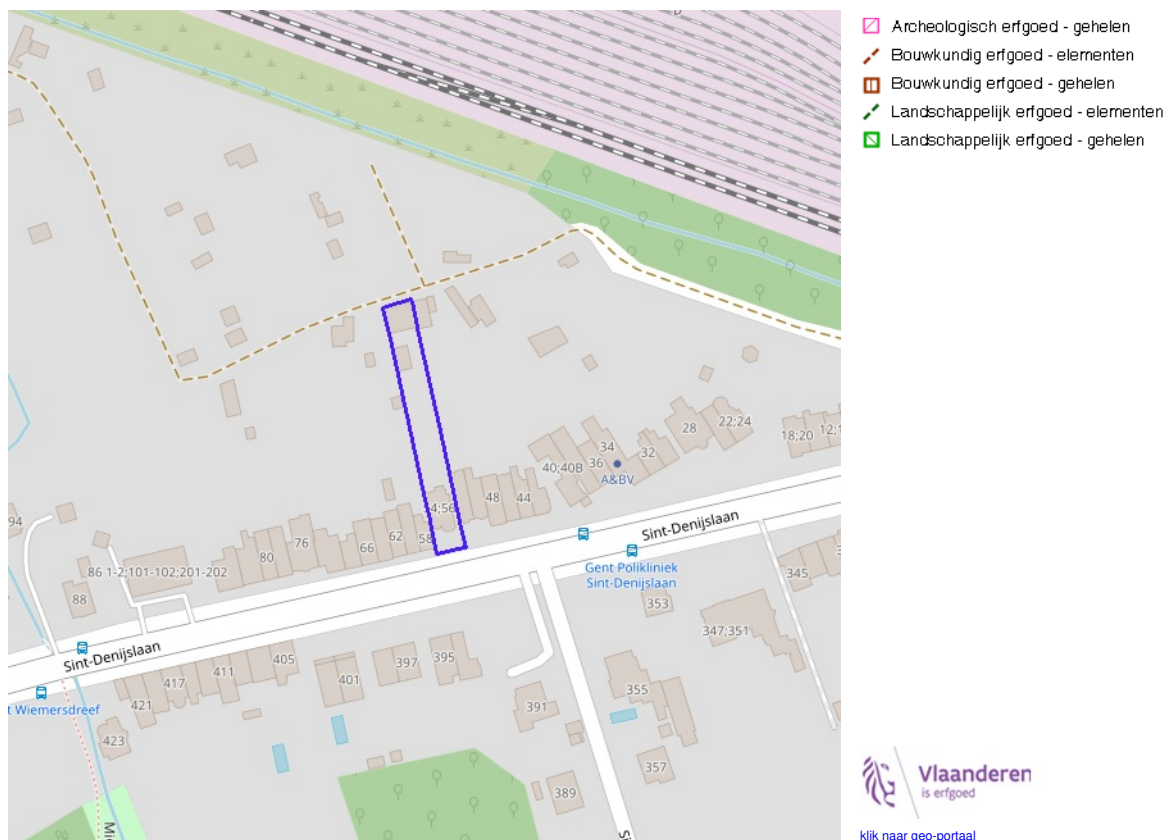 Archeologisch erfgoed - gehelen
Bouwkundig erfgoed - elementen
Bouwkundig erfgoed - gehelen
Landschappelijk erfgoed - elementen
Landschappelijk erfgoed - gehelen
22;24
28
18;20
12;1
34
32
40;40B
36
A&BV
48
44
4;56
94
62
58
66
76
80
Sint-Denijslaan
86 1-2;101-102;201-202
Gent Polikliniek
Sint-Denijslaan
345
88
353
347;351
Sint-Denijslaan
405
397
395
411
401
417
355
t Wiemersdreef
421
391
423
357
389
Vlaanderen
is erfgoed
klik naar geo-portaal